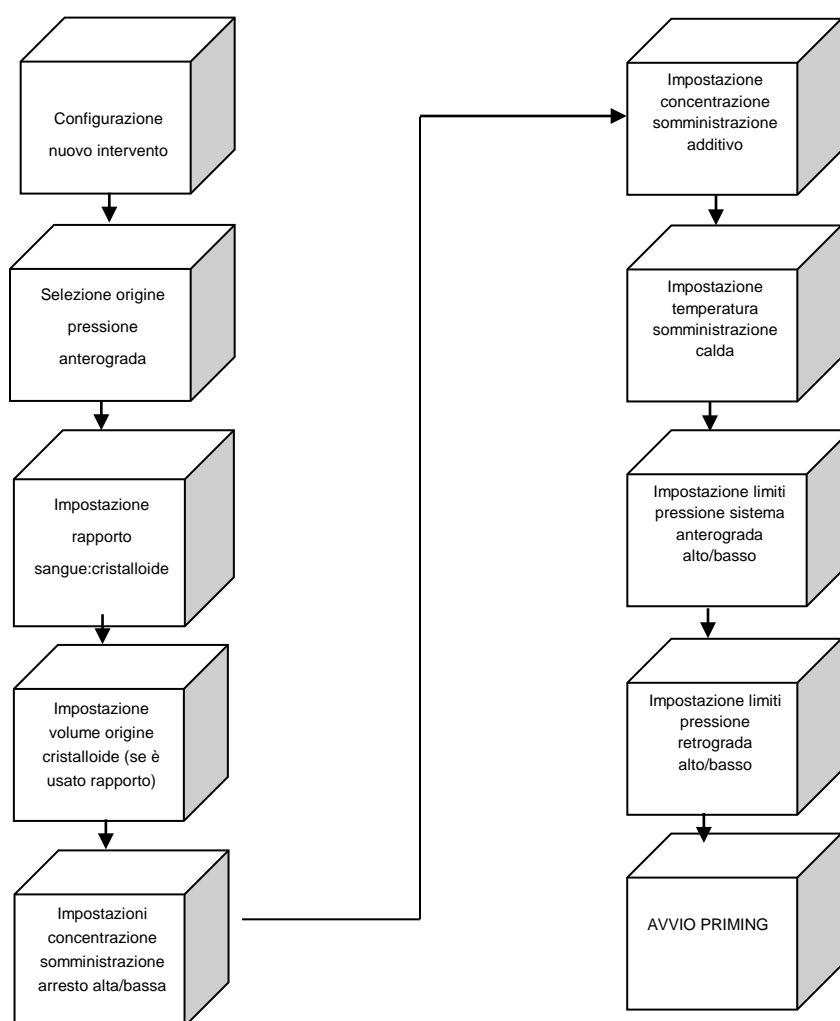 Configurazione
nuovo intervento
Selezione origine
pressione
anterograda
Impostazione
rapporto
sangue:cristalloide
Impostazione
volume origine
cristalloide (se è
usato rapporto)
Impostazioni
concentrazione
somministrazione
arresto alta/bassa
Impostazione
concentrazione
somministrazione
additivo
Impostazione
temperatura
somministrazione
calda
Impostazione limiti
pressione sistema
anterograda
alto/basso
Impostazione limiti
pressione
retrograda
alto/basso
AVVIO PRIMING